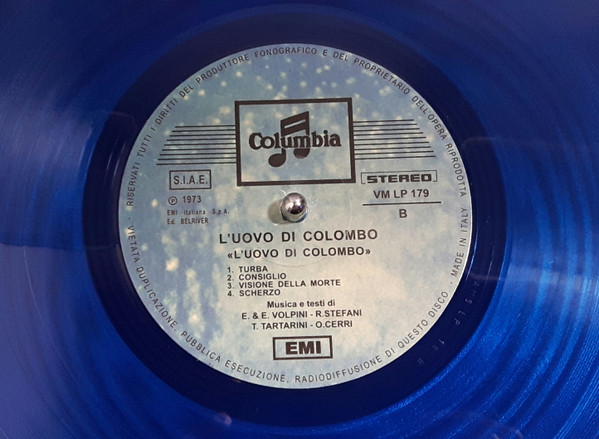 RISERVATI TUTTI I DIRITTI DEL PRODUTTORE FONOGRAFICO E DEL PROPRIETARIO DELL'OPERA RIPRODOTTA
Columbia
S.I.A.E.
STEREO
℗ 1973
VM LP 179
EMI italiana S.p.A.
Ed. BELRIVER
B
L'UOVO DI COLOMBO
«L'UOVO DI COLOMBO»
1. TURBA
2. CONSIGLIO
3. VISIONE DELLA MORTE
4. SCHERZO
Musica e testi di
E. & E. VOLPINI - R.STEFANI
T. TARTARINI - O.CERRI
EMI
VIETATA DUPLICAZIONE, PUBBLICA ESECUZIONE, RADIODIFFUSIONE DI QUESTO DISCO - MADE IN ITALY